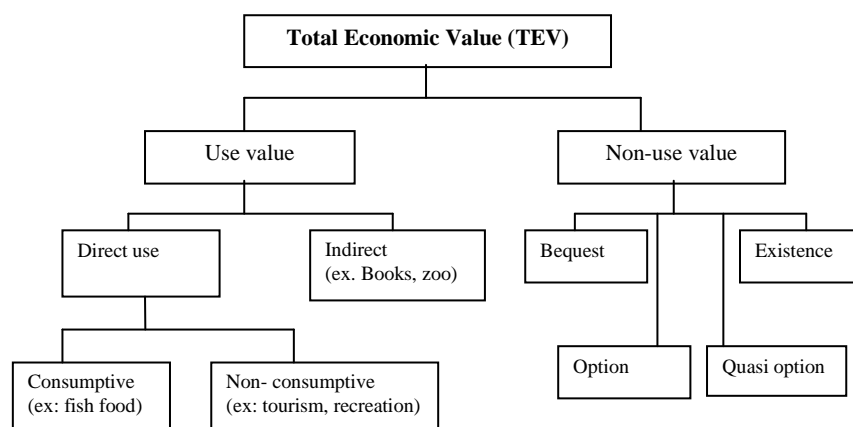 Total Economic Value (TEV)
Use value
Non-use value
Direct use
Indirect
(ex. Books, zoo)
Bequest
Existence
Consumptive
(ex: fish food)
Non- consumptive
(ex: tourism, recreation)
Option
Quasi option